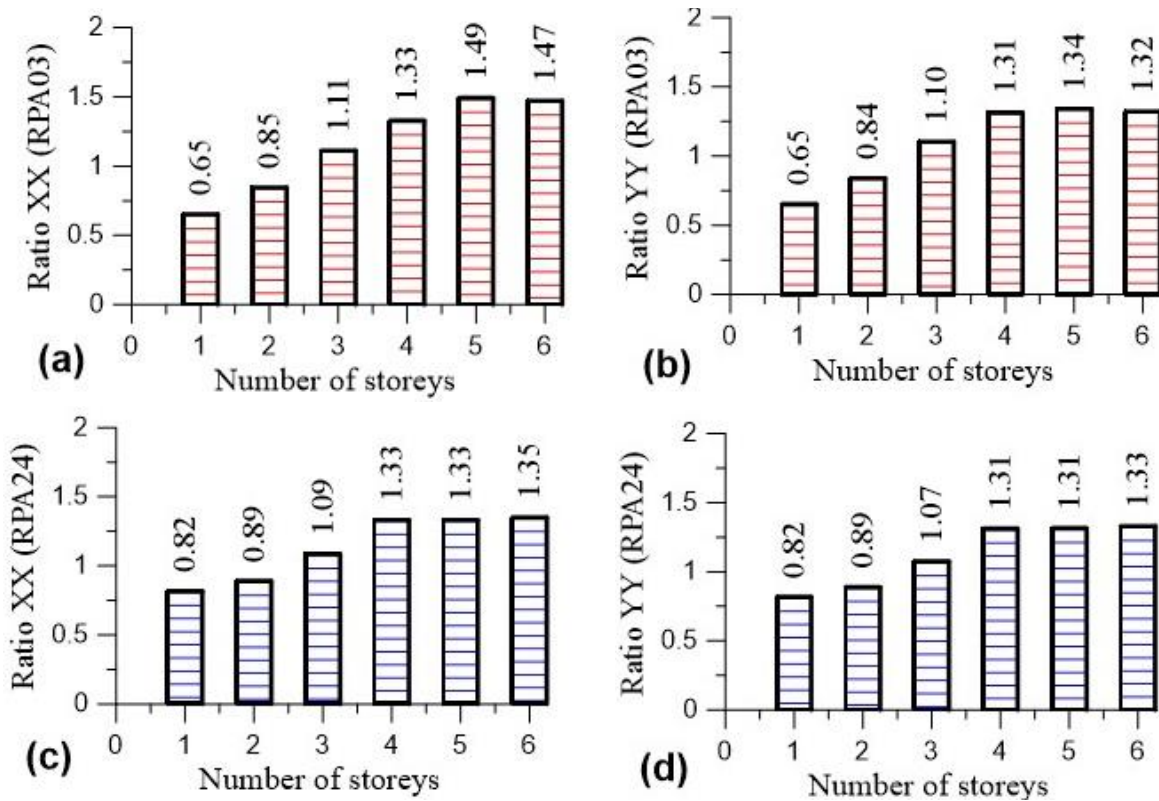 Ratio XX (RPA03)
2
1.5
1
0.5
0
0.65
0.85
1.11
1.33
1.49
1.47
0 1 2 3 4 5 6
(a)
Number of storeys
Ratio YY (RPA03)
2
1.5
1
0.5
0
0.65
0.84
1.10
1.31
1.34
1.32
0 1 2 3 4 5 6
(b)
Number of storeys
Ratio XX (RPA24)
2
1.5
1
0.5
0
0.82
0.89
1.09
1.33
1.33
1.35
0 1 2 3 4 5 6
(c)
Number of storeys
Ratio YY (RPA24)
2
1.5
1
0.5
0
0.82
0.89
1.07
1.31
1.31
1.33
0 1 2 3 4 5 6
(d)
Number of storeys